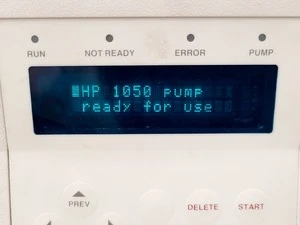 RUN NOT READY ERROR PUMP
HP 1050 pump
ready for use
PREV DELETE START